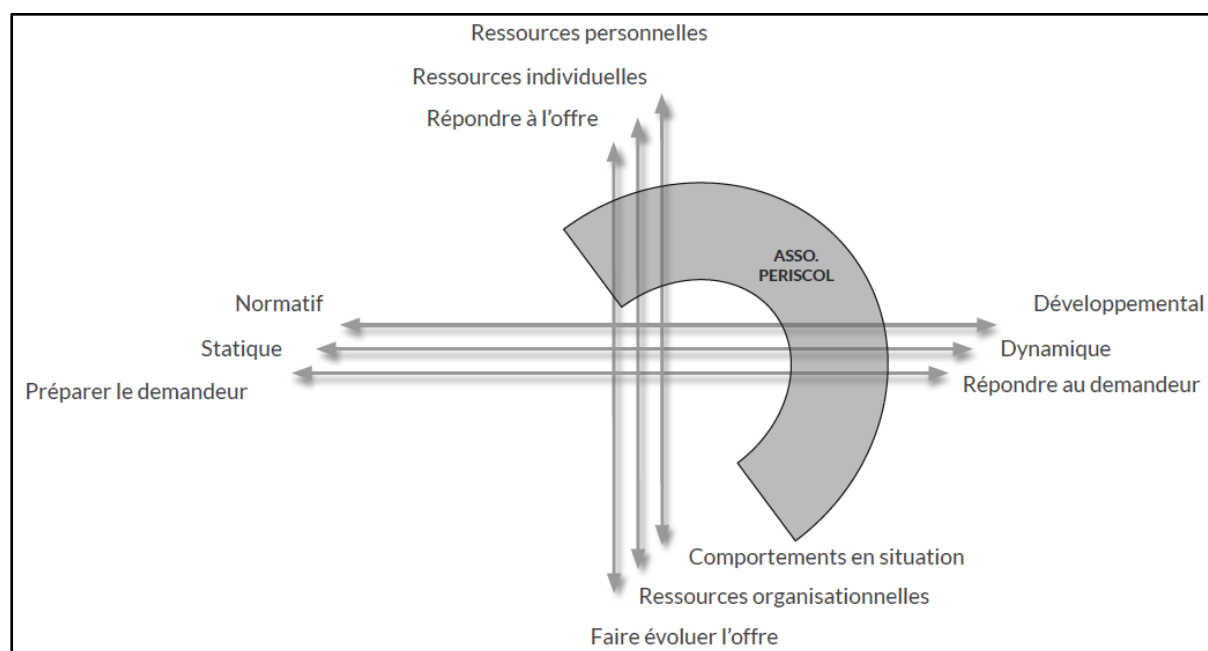 Ressources personnelles
Ressources individuelles
Répondre à l’offre
ASSO.
PERISCOL
Normatif
Développemental
Statique
Dynamique
Préparer le demandeur
Répondre au demandeur
Comportements en situation
Ressources organisationnelles
Faire évoluer l’offre